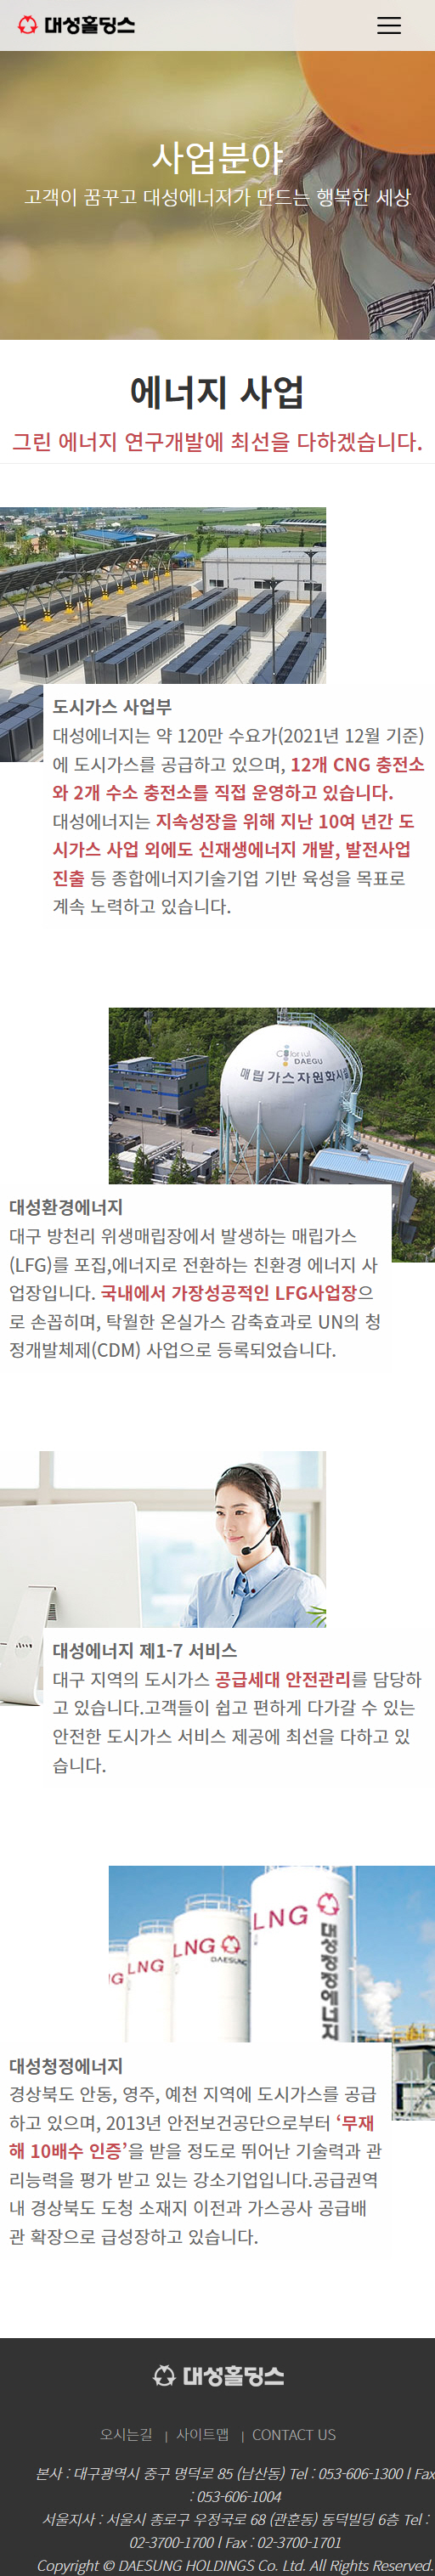 대성홀딩스
사업분야
고객이 꿈꾸고 대성에너지가 만드는 행복한 세상
에너지 사업
그린 에너지 연구개발에 최선을 다하겠습니다.
도시가스 사업부
대성에너지는 약 120만 수요가(2021년 12월 기준)
에 도시가스를 공급하고 있으며, 12개 CNG 충전소
와 2개 수소 충전소를 직접 운영하고 있습니다.
대성에너지는 지속성장을 위해 지난 10여 년간 도
시가스 사업 외에도 신재생에너지 개발, 발전사업
진출 등 종합에너지기술기업 기반 육성을 목표로
계속 노력하고 있습니다.
Colorful
DAEGU
매립가스자원화시설
대성환경에너지
대구 방천리 위생매립장에서 발생하는 매립가스
(LFG)를 포집,에너지로 전환하는 친환경 에너지 사
업장입니다. 국내에서 가장성공적인 LFG사업장으
로 손꼽히며, 탁월한 온실가스 감축효과로 UN의 청
정개발체제(CDM) 사업으로 등록되었습니다.
대성에너지 제1-7 서비스
대구 지역의 도시가스 공급세대 안전관리를 담당하
고 있습니다.고객들이 쉽고 편하게 다가갈 수 있는
안전한 도시가스 서비스 제공에 최선을 다하고 있
습니다.
NG
LNG
LNG
DAESUNG
LNG
대성청정에너지
대성청정에너지
경상북도 안동, 영주, 예천 지역에 도시가스를 공급
하고 있으며, 2013년 안전보건공단으로부터 ‘무재
해 10배수 인증’을 받을 정도로 뛰어난 기술력과 관
리능력을 평가 받고 있는 강소기업입니다.공급권역
내 경상북도 도청 소재지 이전과 가스공사 공급배
관 확장으로 급성장하고 있습니다.
대성홀딩스
오시는길 | 사이트맵 | CONTACT US
본사 : 대구광역시 중구 명덕로 85 (남산동) Tel : 053-606-1300 l Fax
: 053-606-1004
서울지사 : 서울시 종로구 우정국로 68 (관훈동) 동덕빌딩 6층 Tel :
02-3700-1700 l Fax : 02-3700-1701
Copyright © DAESUNG HOLDINGS Co. Ltd. All Rights Reserved.